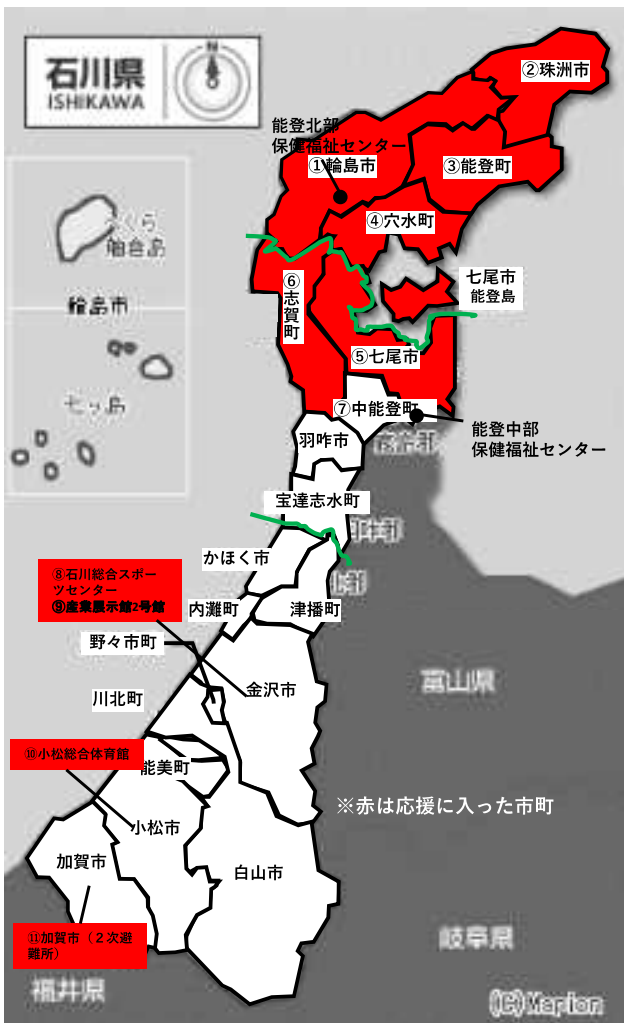 石川県
ISHIKAWA
N
②珠洲市
能登北部
保健福祉センター
①輪島市
③能登町
④穴水町
へくら
舳倉島
輪島市
七ッ島
⑥志賀町
七尾市
能登島
⑤七尾市
⑦中能登町
能登中部
保健福祉センター
羽咋市
宝達志水町
かほく市
⑧石川総合スポー
ツセンター
⑨産業展示館2号館
内灘町
津播町
野々市町
川北町
金沢市
富山県
⑩小松総合体育館
能美町
※赤は応援に入った市町
小松市
加賀市
白山市
⑪加賀市（２次避
難所）
岐阜県
福井県
(C)Mapion